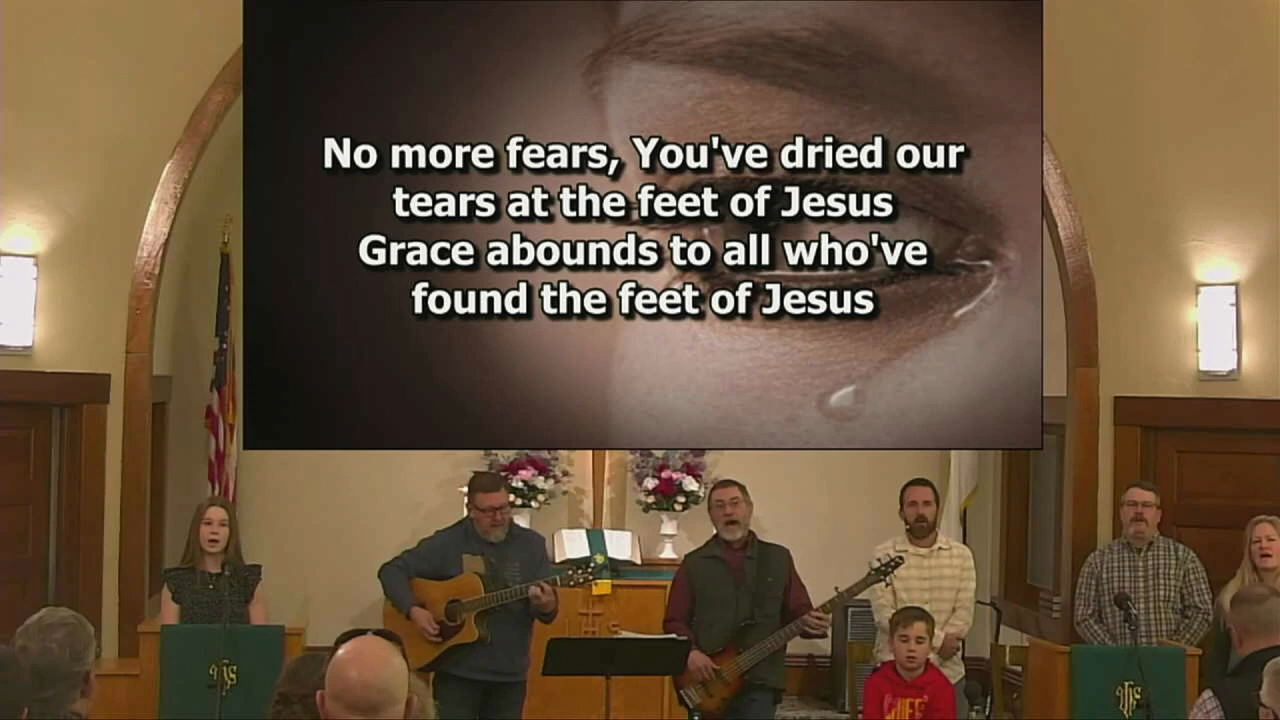 No more fears, You've dried our
tears at the feet of Jesus
Grace abounds to all who've
found the feet of Jesus
IHS